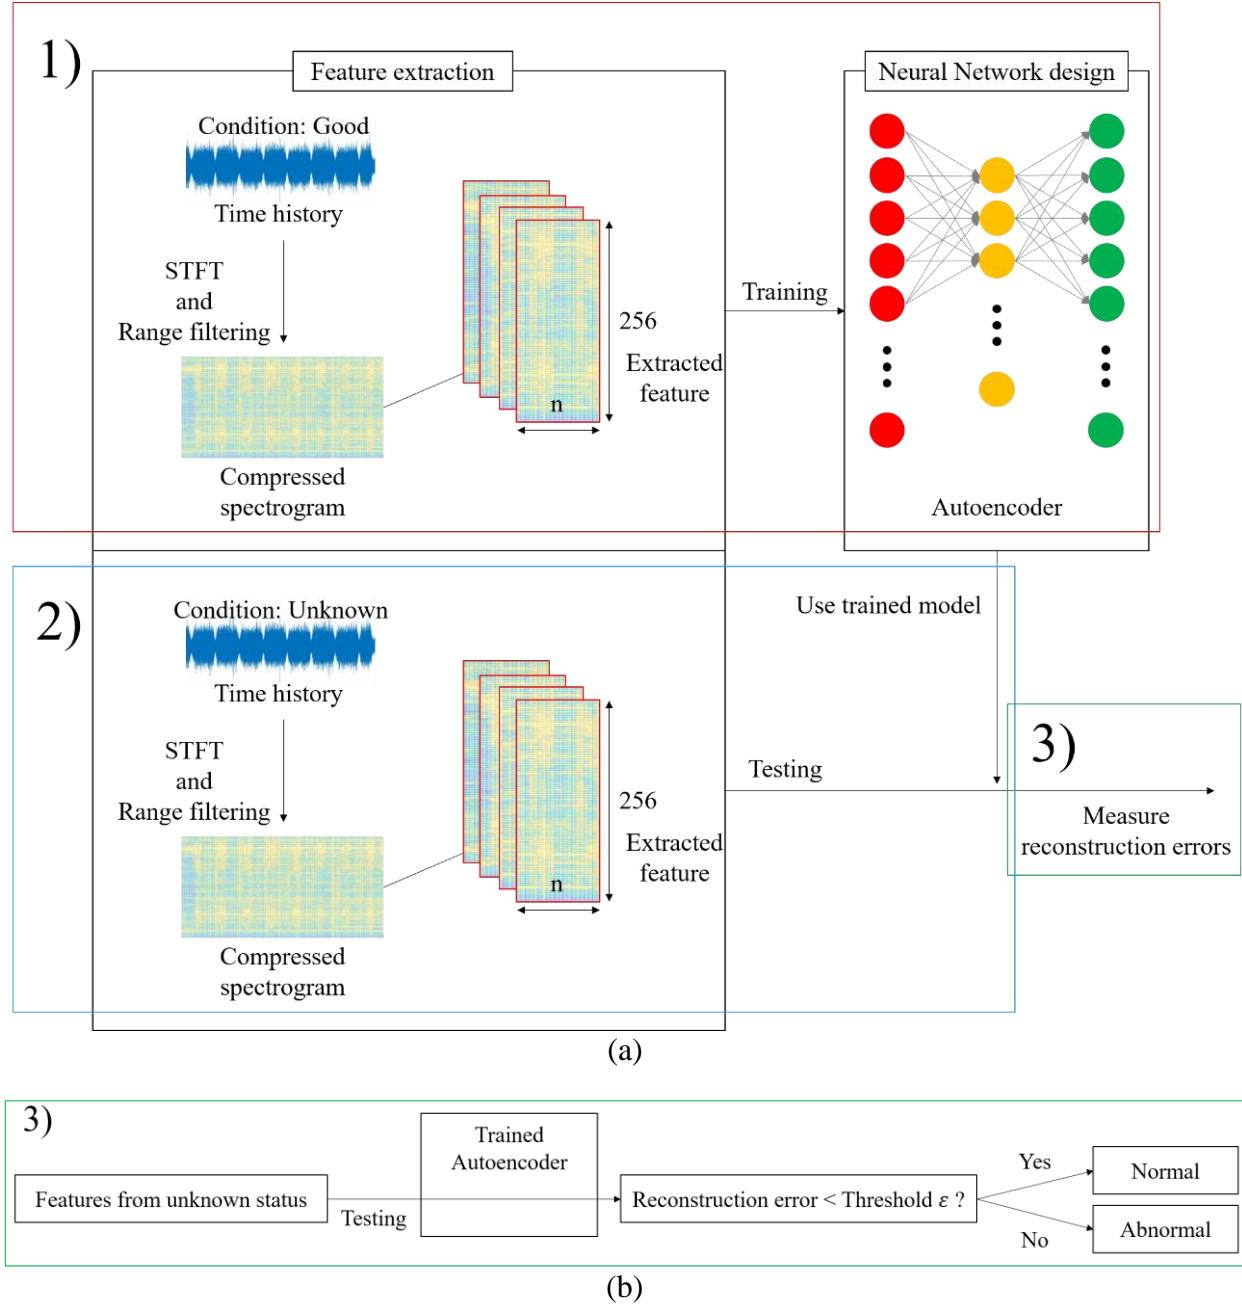 1)
Feature extraction
Neural Network design
Condition: Good
Time history
STFT
and
Range filtering
Compressed
spectrogram
256
Extracted
feature
n
Training
Autoencoder
2)
Condition: Unknown
Time history
STFT
and
Range filtering
Compressed
spectrogram
256
Extracted
feature
n
Use trained model
Testing
3)
Measure
reconstruction errors
(a)
3)
Features from unknown status
Testing
Trained
Autoencoder
Reconstruction error < Threshold ε ?
Yes
No
Normal
Abnormal
(b)